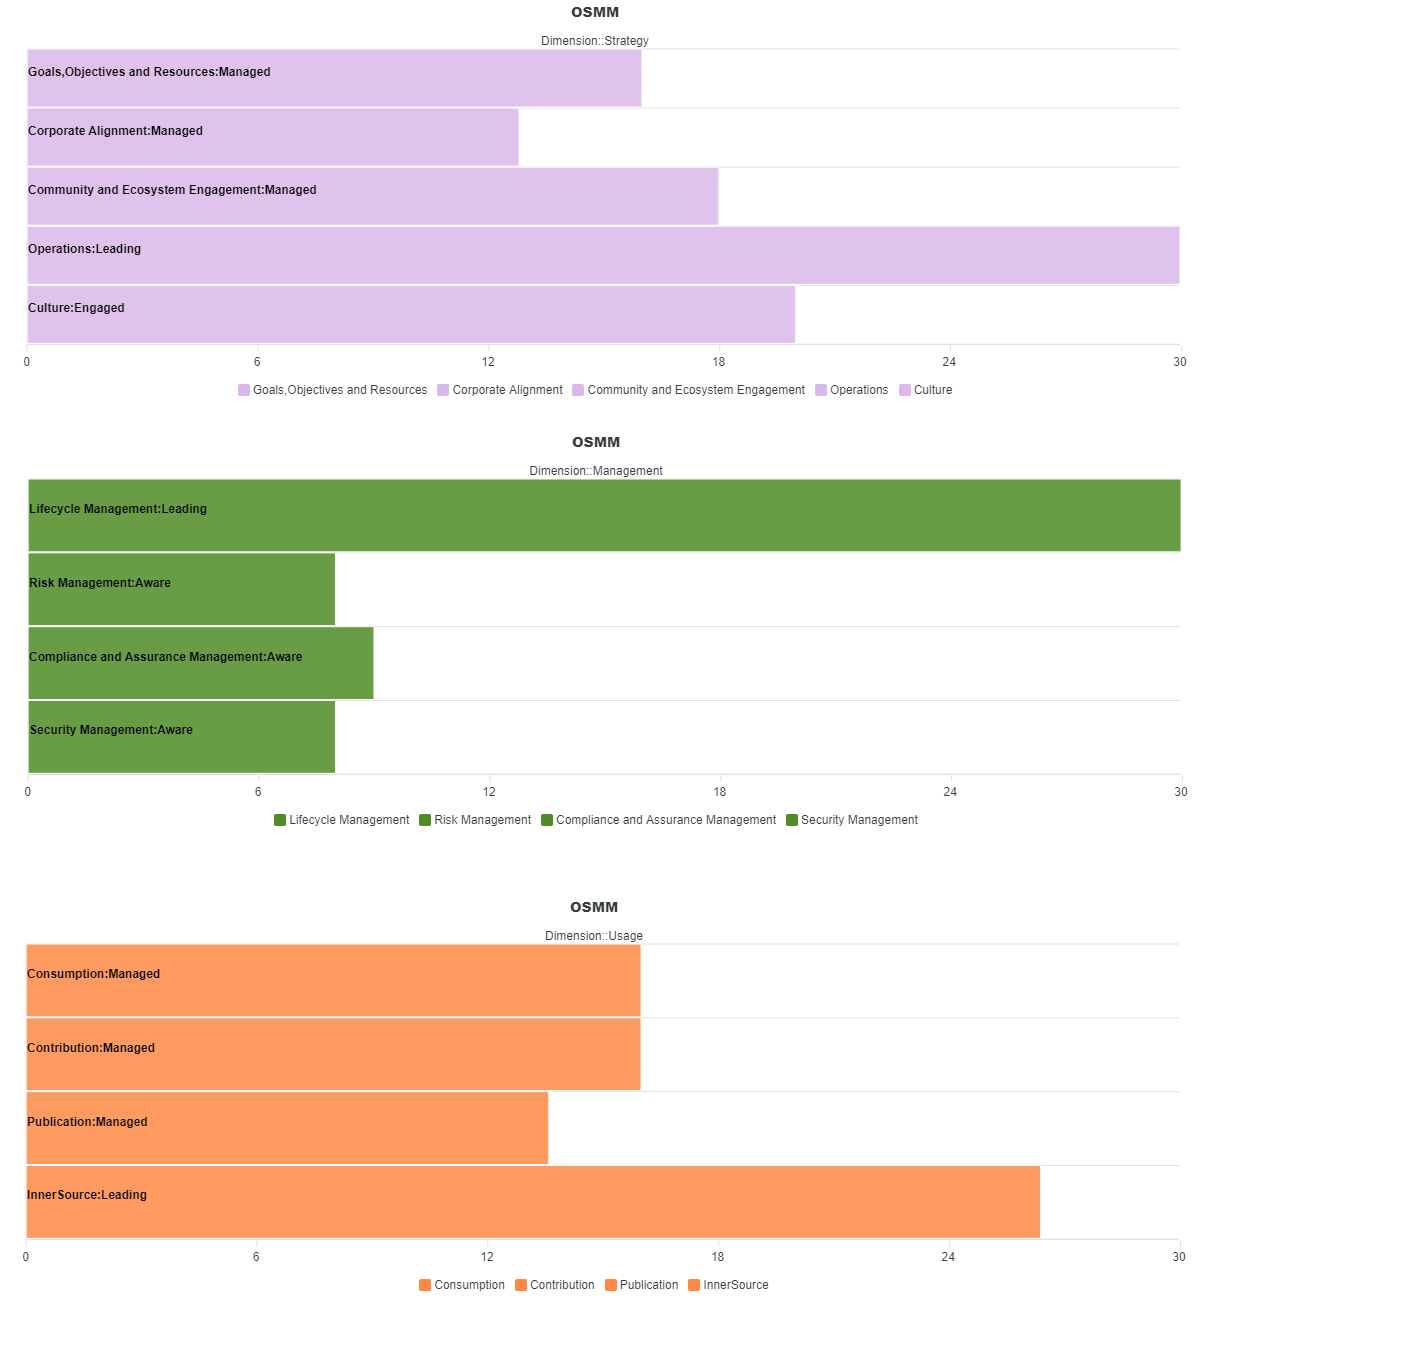 OSMM
Dimension::Strategy
Goals,Objectives and Resources:Managed
Corporate Alignment:Managed
Community and Ecosystem Engagement:Managed
Operations:Leading
Culture:Engaged
0 6 12 18 24 30
Goals,Objectives and Resources Corporate Alignment Community and Ecosystem Engagement Operations Culture
OSMM
Dimension::Management
Lifecycle Management:Leading
Risk Management:Aware
Compliance and Assurance Management:Aware
Security Management:Aware
0 6 12 18 24 30
Lifecycle Management Risk Management Compliance and Assurance Management Security Management
OSMM
Dimension::Usage
Consumption:Managed
Contribution:Managed
Publication:Managed
InnerSource:Leading
0 6 12 18 24 30
Consumption Contribution Publication InnerSource